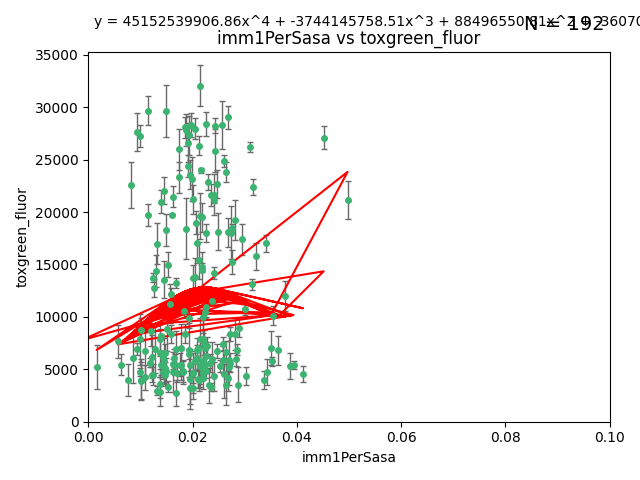 y = 45152539906.86x^4 + -3744145758.51x^3 + 88496550
N = 192
imm1PerSasa vs toxgreen_fluor
35000
30000
25000
20000
15000
10000
5000
0
toxgreen_fluor
0.00 0.02 0.04 0.06 0.08 0.10
imm1PerSasa